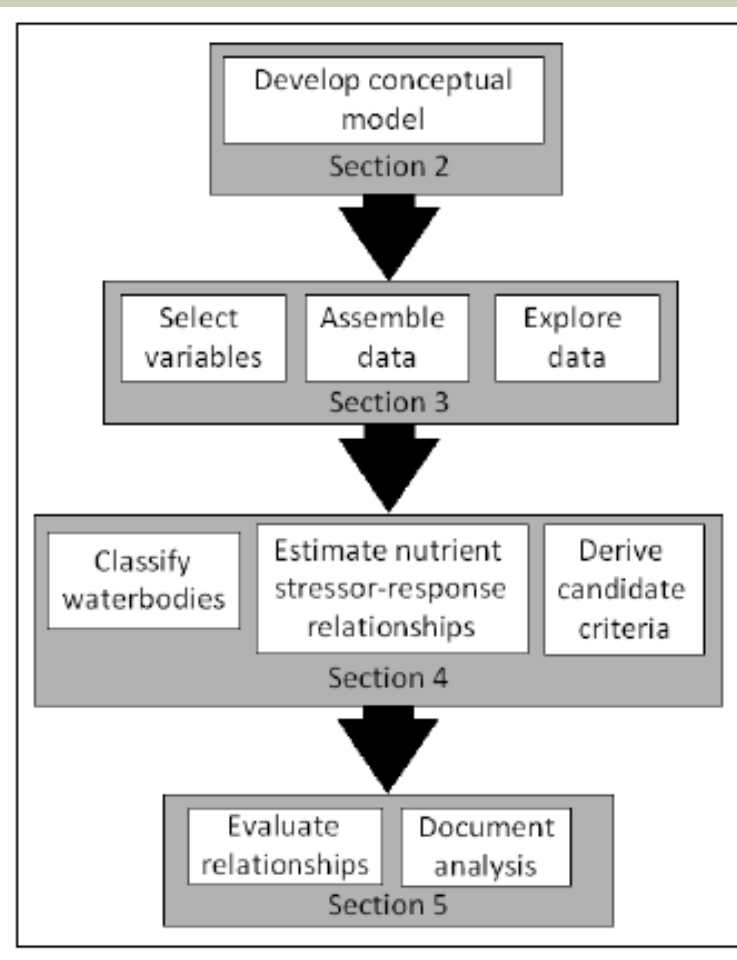 Develop conceptual
model
Section 2
Select
variables
Assemble
data
Explore
data
Section 3
Classify
waterbodies
Estimate nutrient
stressor-response
relationships
Derive
candidate
criteria
Section 4
Evaluate
relationships
Document
analysis
Section 5